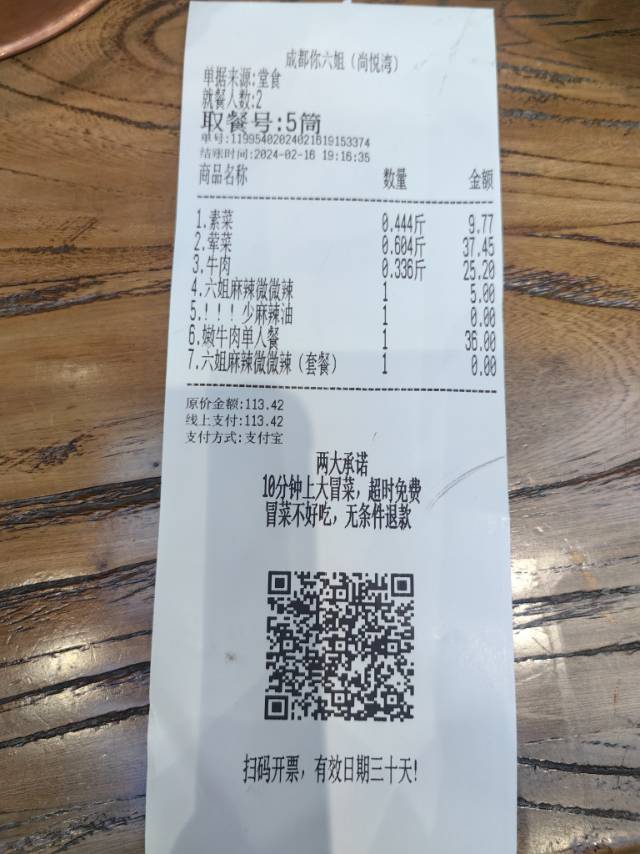 成都你六姐（尚悦湾）
单据来源:堂食
就餐人数:2
取餐号:5筒
单号:11995402024021619153374
结账时间:2024-02-16 19:16:35
商品名称 数量 金额
1.素菜 0.444斤 9.77
2.荤菜 0.604斤 37.45
3.牛肉 0.336斤 25.20
4.六姐麻辣微微辣 1 5.00
5.!!!少麻辣油 1 0.00
6.嫩牛肉单人餐 1 36.00
7.六姐麻辣微微辣（套餐） 1 0.00
原价金额:113.42
线上支付:113.42
支付方式:支付宝
两大承诺
10分钟上大冒菜，超时免费
冒菜不好吃，无条件退款
扫码开票，有效日期三十天!